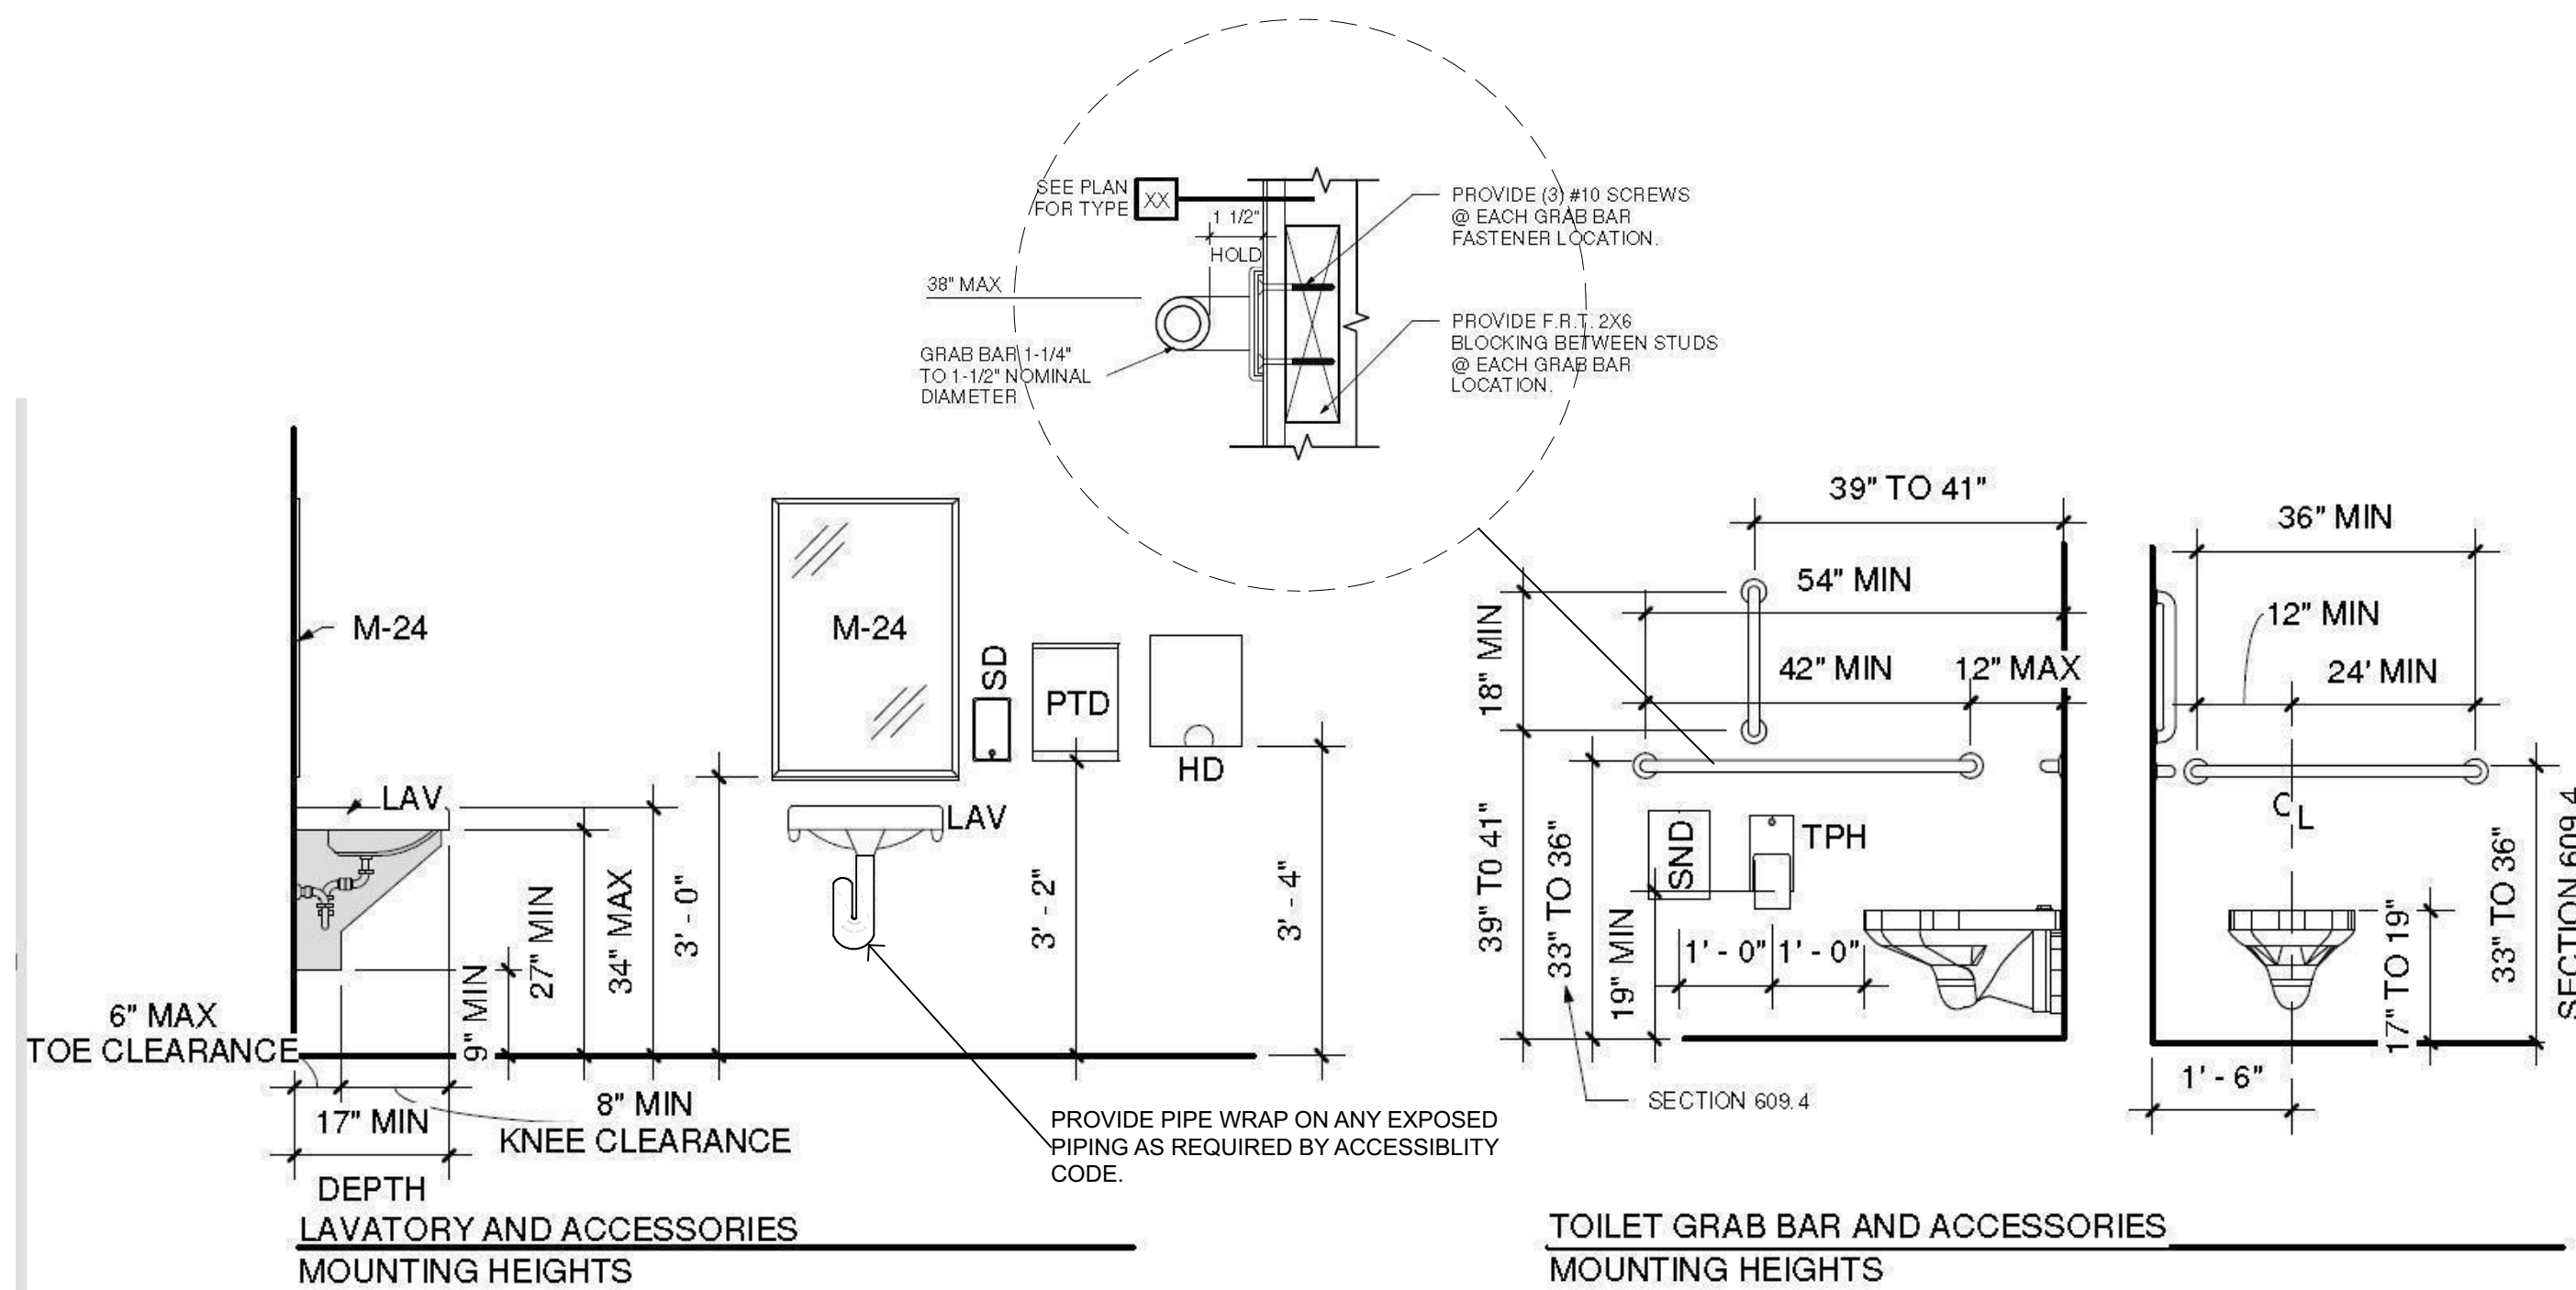 SEE PLAN
FOR TYPE
XX
1 1/2"
HOLD
38" MAX
GRAB BAR 1-1/4"
TO 1-1/2" NOMINAL
DIAMETER
PROVIDE (3) #10 SCREWS
@ EACH GRAB BAR
FASTENER LOCATION.
PROVIDE F.R.T. 2X6
BLOCKING BETWEEN STUDS
@ EACH GRAB BAR
LOCATION.
M-24
LAV
6" MAX
TOE CLEARANCE
17" MIN
DEPTH
8" MIN
KNEE CLEARANCE
9" MIN
27" MIN
34" MAX
3' - 0"
M-24
LAV
SD
PTD
HD
3' - 2"
3' - 4"
PROVIDE PIPE WRAP ON ANY EXPOSED
PIPING AS REQUIRED BY ACCESSIBLITY
CODE.
LAVATORY AND ACCESSORIES
MOUNTING HEIGHTS
39" TO 41"
54" MIN
42" MIN
12" MAX
18" MIN
39" TO 41"
33" TO 36"
19" MIN
SND
TPH
1' - 0"
1' - 0"
SECTION 609.4
36" MIN
12" MIN
24' MIN
CL
17" TO 19"
33" TO 36"
SECTION 609.4
1' - 6"
TOILET GRAB BAR AND ACCESSORIES
MOUNTING HEIGHTS